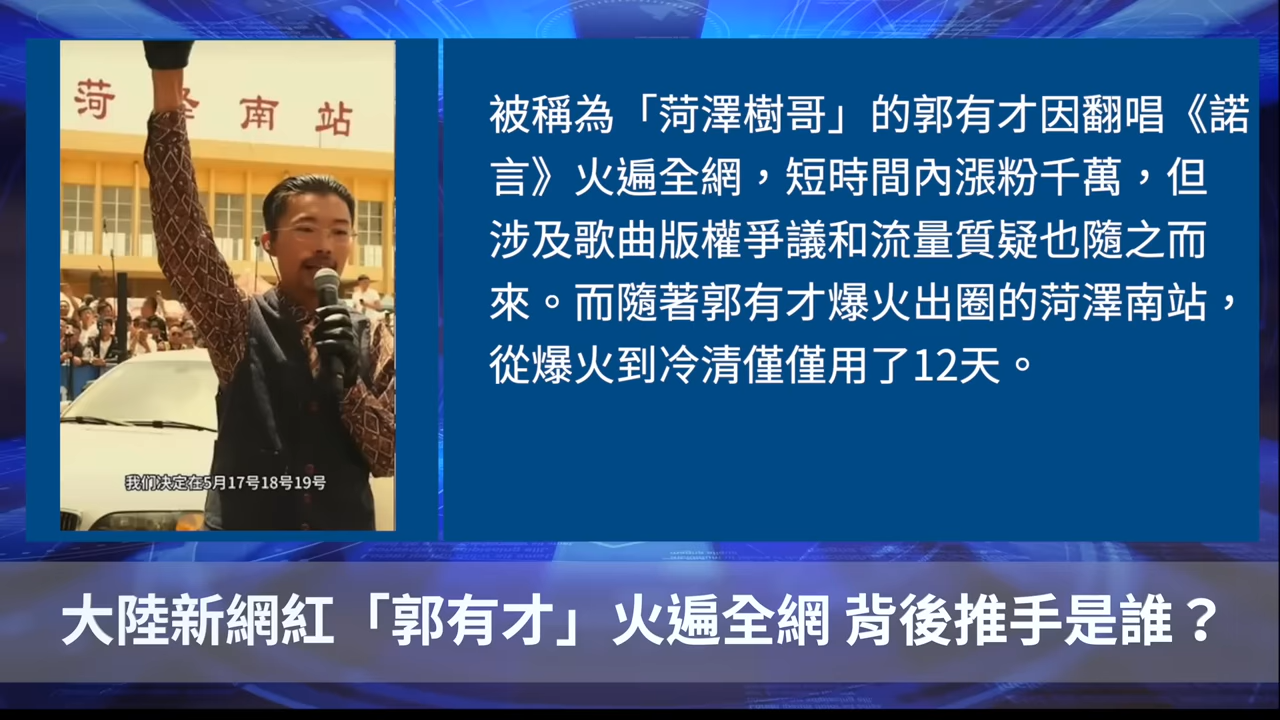 菏泽南站
被稱為「菏澤樹哥」的郭有才因翻唱《諾
言》火遍全網，短時間內漲粉千萬，但
涉及歌曲版權爭議和流量質疑也隨之而
來。而隨著郭有才爆火出圈的菏澤南站，
從爆火到冷清僅僅用了12天。
我们决定在5月17号18号19号
大陸新網紅「郭有才」火遍全網 背後推手是誰？